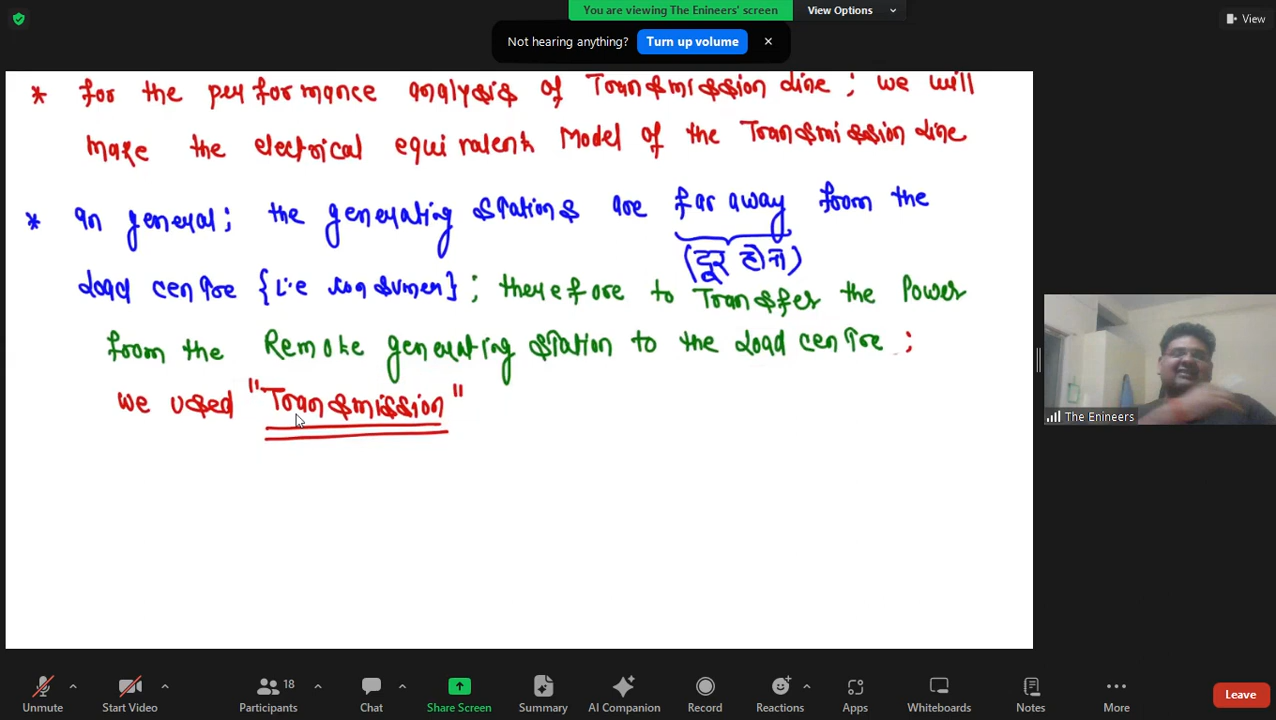 You are viewing The Enineers' screen
View Options
View
Not hearing anything?
Turn up volume
* for the performance analysis of Transmission Line ; we will
make the electrical equivalent Model of the Transmission Line
* In general; the generating stations are far away from the
(दूर होना)
Load centre {i.e consumer} ; therefore to Transfer the Power
from the Remote generating station to the Load centre ;
we used "Transmission"
The Enineers
Unmute
Start Video
18
Participants
Chat
Share Screen
Summary
AI Companion
Record
Reactions
Apps
Whiteboards
Notes
More
Leave